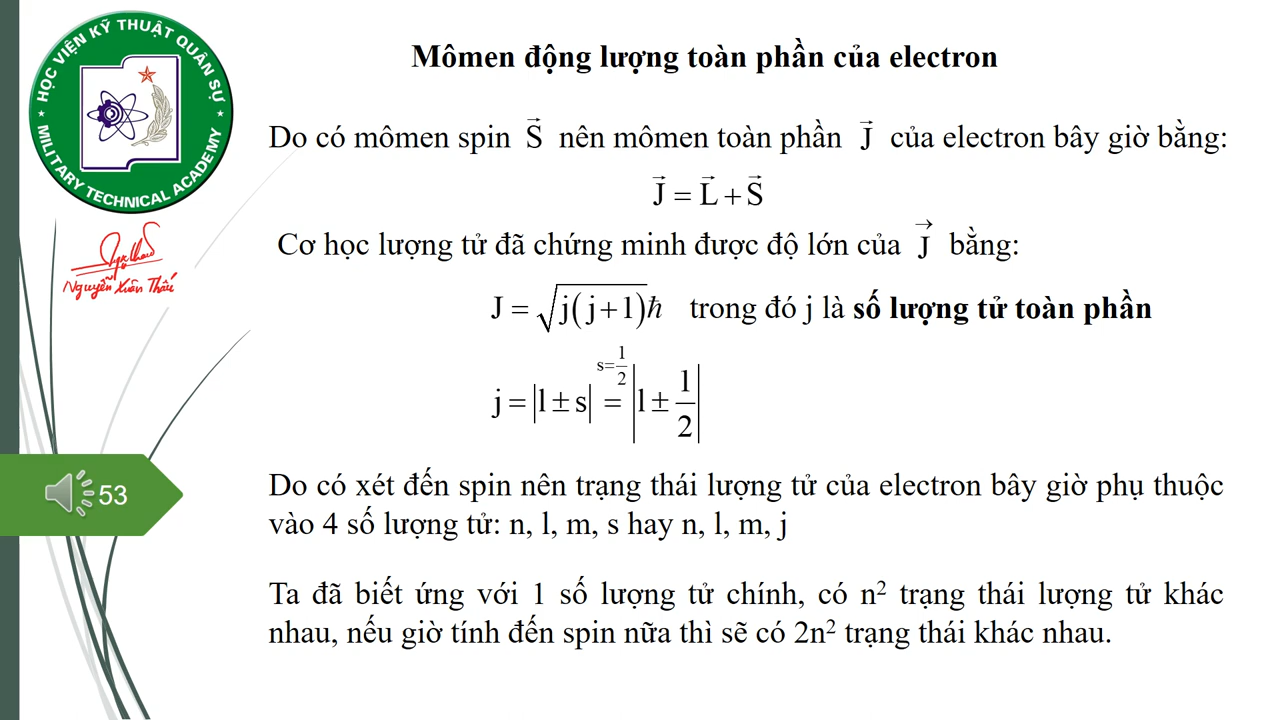 HỌC VIỆN KỸ THUẬT QUÂN SỰ
MILITARY TECHNICAL ACADEMY
Nguyễn Xuân Thấu
53
Mômen động lượng toàn phần của electron
Do có mômen spin S⃗ nên mômen toàn phần J⃗ của electron bây giờ bằng:
J⃗ = L⃗ + S⃗
Cơ học lượng tử đã chứng minh được độ lớn của J⃗ bằng:
J = √(j(j+1))ħ trong đó j là số lượng tử toàn phần
j = |l ± s| = (s=1/2) |l ± 1/2|
Do có xét đến spin nên trạng thái lượng tử của electron bây giờ phụ thuộc
vào 4 số lượng tử: n, l, m, s hay n, l, m, j
Ta đã biết ứng với 1 số lượng tử chính, có n² trạng thái lượng tử khác
nhau, nếu giờ tính đến spin nữa thì sẽ có 2n² trạng thái khác nhau.